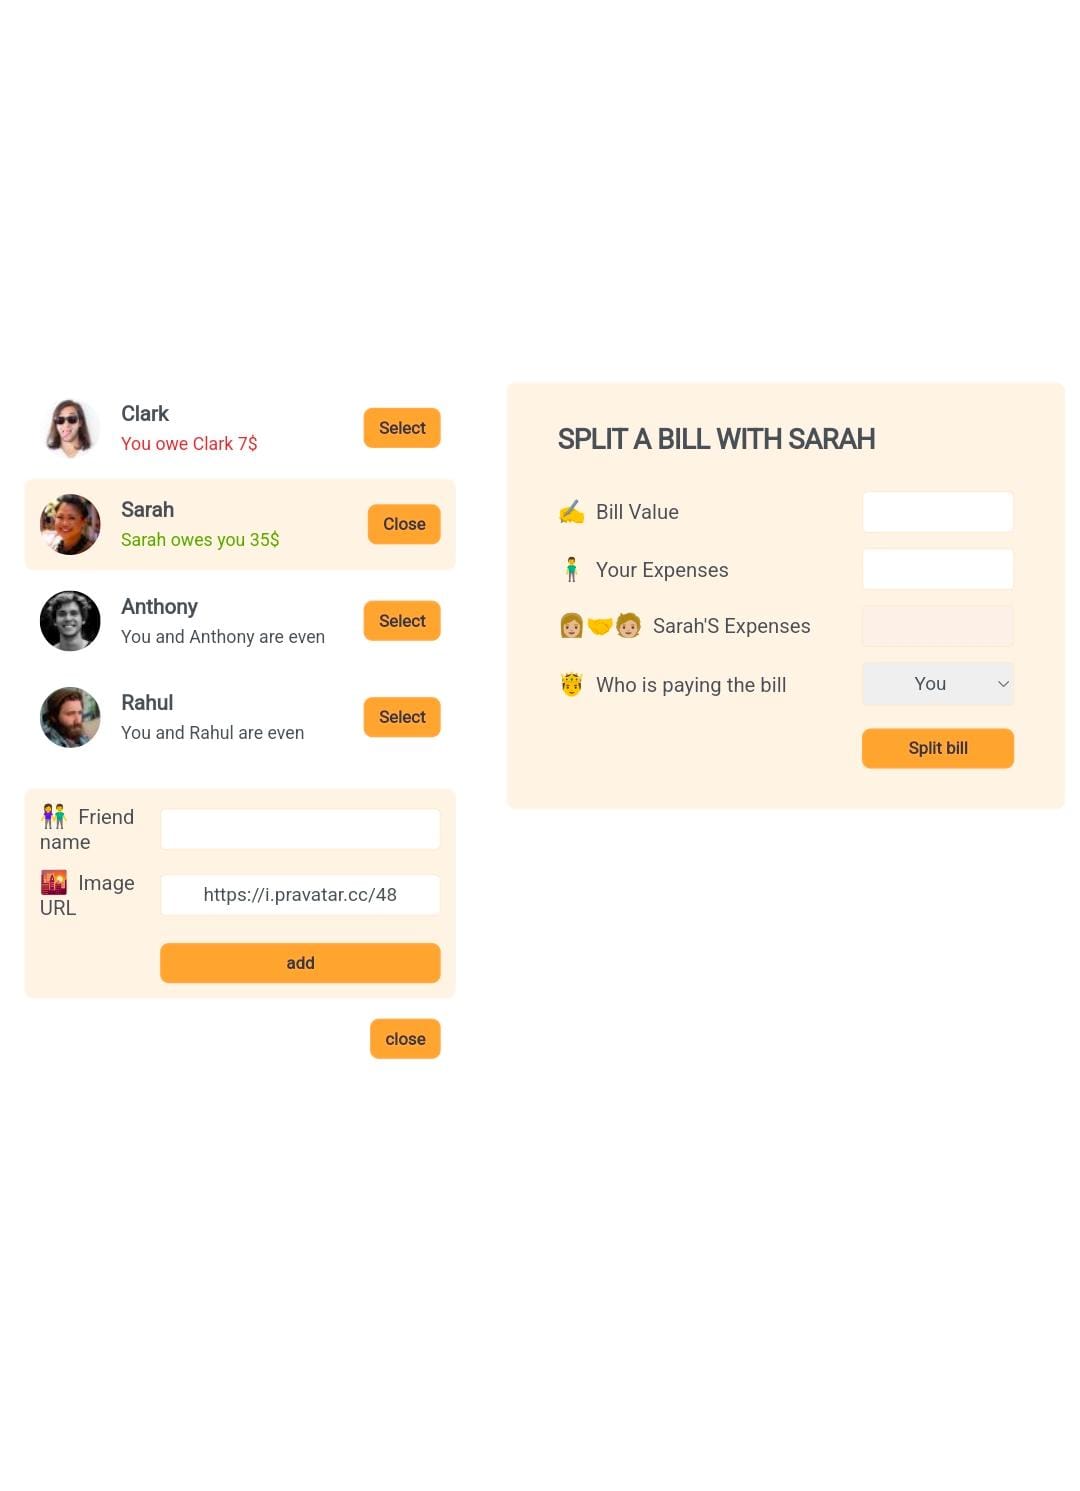 Clark
You owe Clark 7$
Select
Sarah
Sarah owes you 35$
Close
Anthony
You and Anthony are even
Select
Rahul
You and Rahul are even
Select
Friend
name
Image
URL
https://i.pravatar.cc/48
add
close
SPLIT A BILL WITH SARAH
Bill Value
Your Expenses
Sarah'S Expenses
Who is paying the bill
You
Split bill